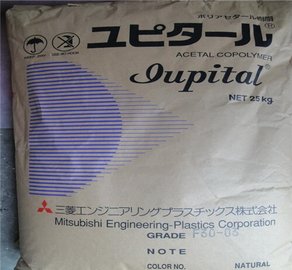 ポリアセタール樹脂
ユピタール®
ACETAL COPOLYMER
Iupital®
NET 25kg
三菱エンジニアリングプラスチックス株式会社
Mitsubishi Engineering-Plastics Corporation
GRADE F30-03
NOTE
COLOR NO. NATURAL